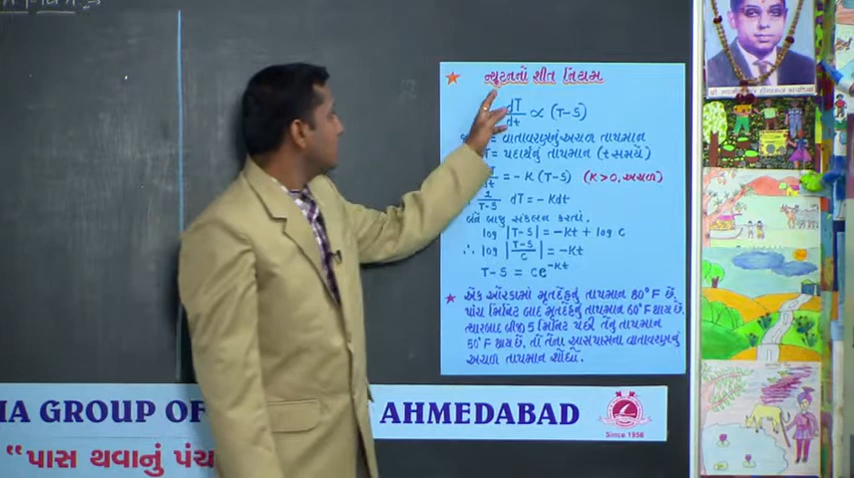 ન્યૂટનનો શીત નિયમ
dT/dt ∝ (T-S)
= વાતાવરણનું અચળ તાપમાન
T = પદાર્થનું તાપમાન (t સમયે)
= -K (T-S) (K>0, અચળ)
1/T-S dT = -Kdt
બંને બાજુ સંકલન કરતાં.
log |T-S| = -Kt + log c
∴ log |T-S/c| = -Kt
T-S = ce^-Kt
એક ઓરડામાં મૃતદેહનું તાપમાન 80°F છે.
પાંચ મિનિટ બાદ મૃતદેહનું તાપમાન 60°F થાય છે.
ત્યારબાદ બીજી 5 મિનિટ પછી તેનું તાપમાન
50°F થાય છે, તો તેના આસપાસના વાતાવરણનું
અચળ તાપમાન શોધો.
IA GROUP OF AHMEDABAD
Since 1956
"પાસ થવાનું પંચ